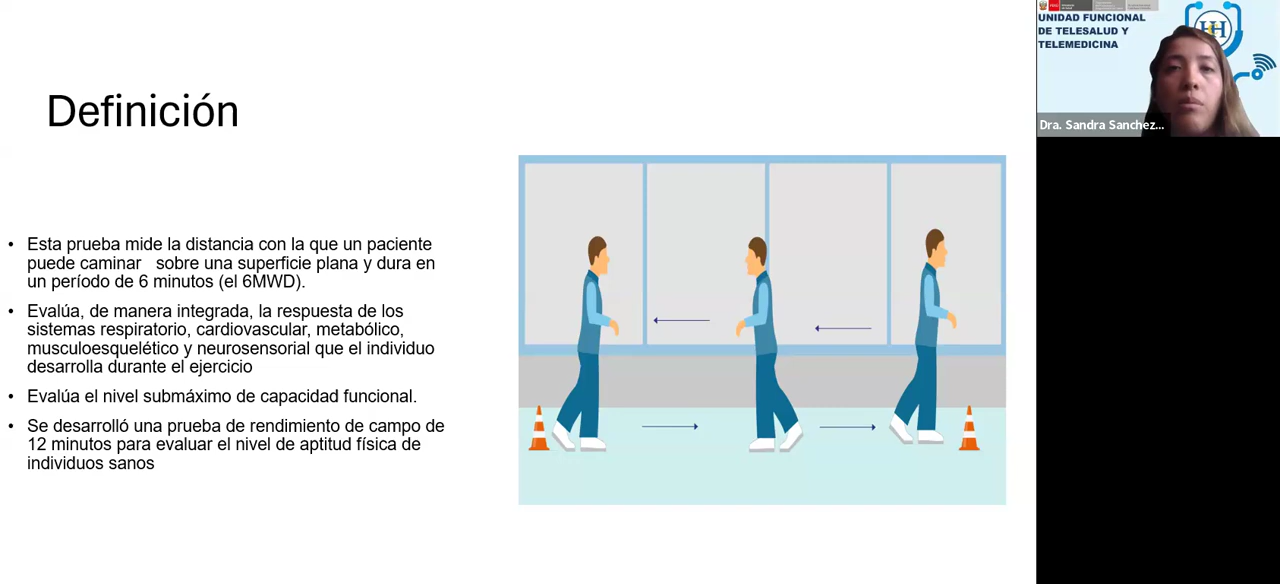 Definición
• Esta prueba mide la distancia con la que un paciente
puede caminar sobre una superficie plana y dura en
un período de 6 minutos (el 6MWD).
• Evalúa, de manera integrada, la respuesta de los
sistemas respiratorio, cardiovascular, metabólico,
musculoesquelético y neurosensorial que el individuo
desarrolla durante el ejercicio
• Evalúa el nivel submáximo de capacidad funcional.
• Se desarrolló una prueba de rendimiento de campo de
12 minutos para evaluar el nivel de aptitud física de
individuos sanos
UNIDAD FUNCIONAL
DE TELESALUD Y
TELEMEDICINA
Dra. Sandra Sanchez...